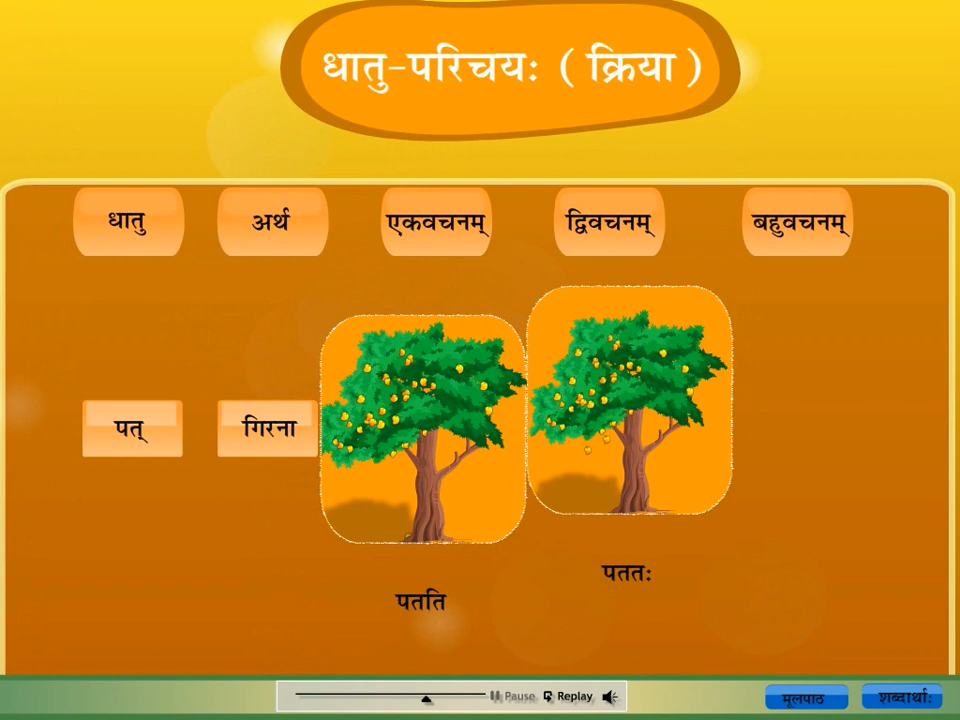 धातु-परिचयः ( क्रिया )
धातु
अर्थ
एकवचनम्
द्विवचनम्
बहुवचनम्
पत्
गिरना
पततः
पतति
Pause
Replay
मूलपाठ
शब्दार्थाः